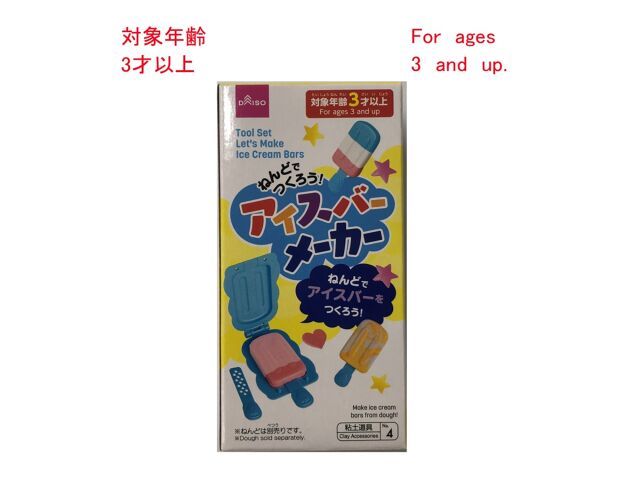 対象年齢
3才以上
For ages
3 and up.
DAISO
対象年齢3才以上
For ages 3 and up
Tool Set
Let's Make
Ice Cream Bars
ねんどで
つくろう!
アイスバー
メーカー
ねんどで
アイスバーを
つくろう!
Make ice cream
bars from dough!
※ねんどは別売りです。
※Dough sold separately.
粘土道具
Clay Accessories
No.
4